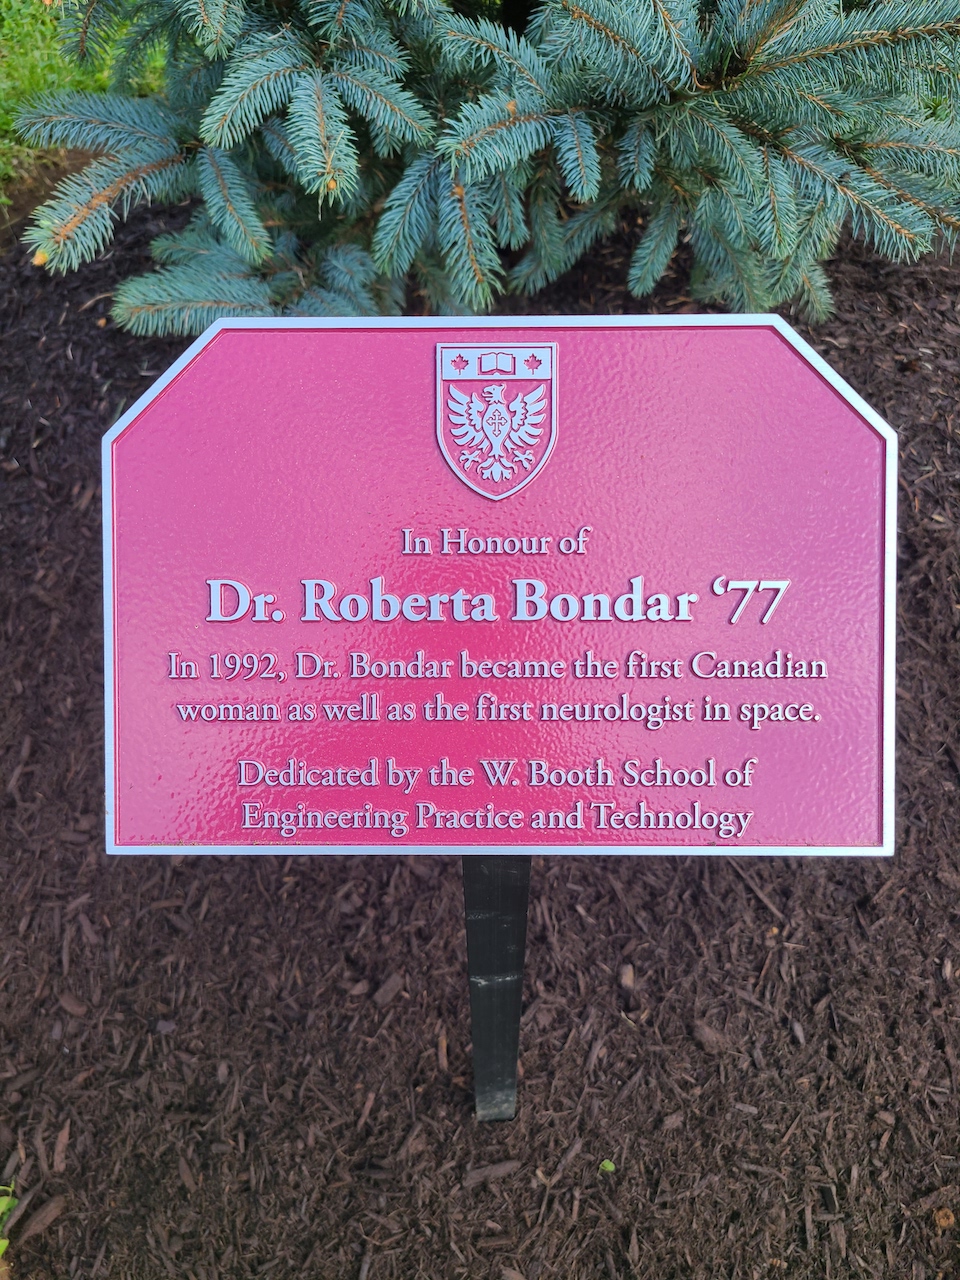 In Honour of
Dr. Roberta Bondar ‘77
In 1992, Dr. Bondar became the first Canadian
woman as well as the first neurologist in space.
Dedicated by the W. Booth School of
Engineering Practice and Technology